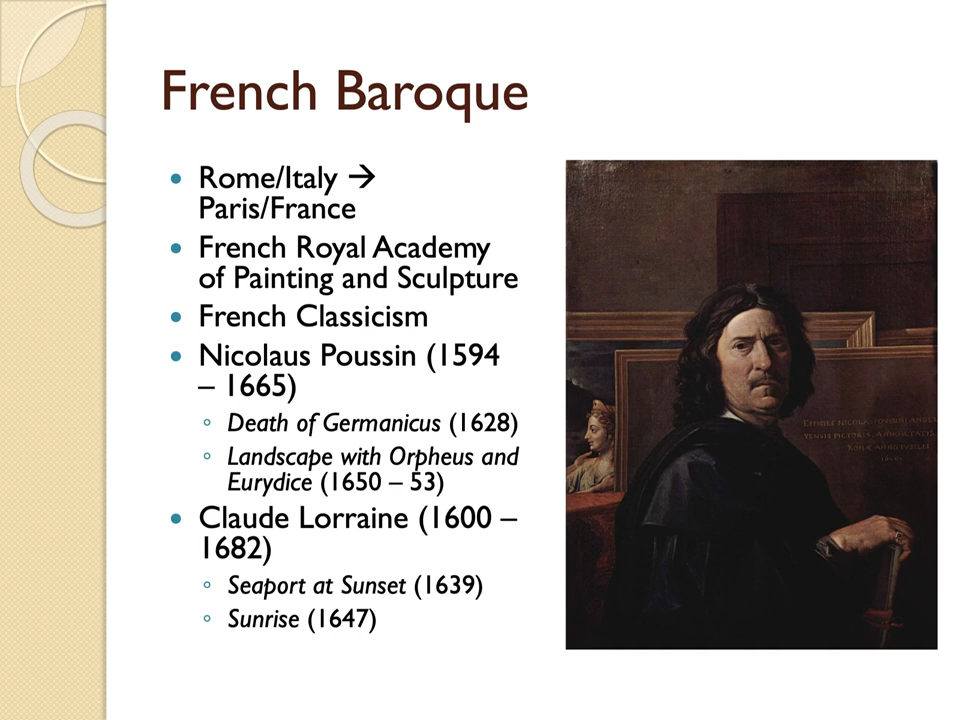 French Baroque
• Rome/Italy →
Paris/France
• French Royal Academy
of Painting and Sculpture
• French Classicism
• Nicolaus Poussin (1594
– 1665)
◦ Death of Germanicus (1628)
◦ Landscape with Orpheus and
Eurydice (1650 – 53)
• Claude Lorraine (1600 –
1682)
◦ Seaport at Sunset (1639)
◦ Sunrise (1647)